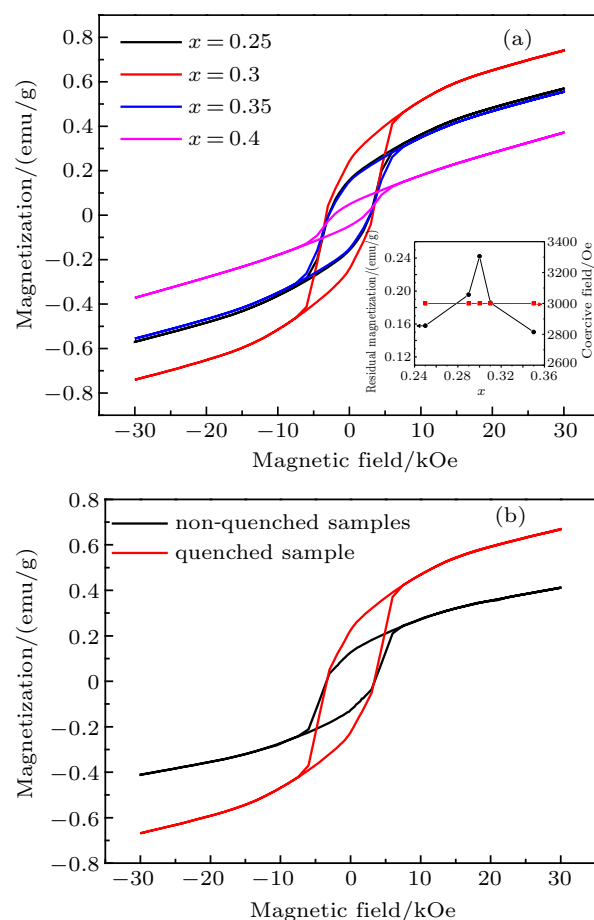 (a)
x=0.25
x=0.3
x=0.35
x=0.4
Magnetization/(emu/g)
0.8
0.6
0.4
0.2
0
−0.2
−0.4
−0.6
−0.8
−30 −20 −10 0 10 20 30
Magnetic field/kOe
Residual magnetization /(emu/g)
0.24
0.20
0.16
0.12
3400
3200
3000
2800
2600
Coercive field/Oe
0.24 0.28 0.32 0.36
x
(b)
non-quenched samples
quenched sample
Magnetization/(emu/g)
0.8
0.6
0.4
0.2
0
−0.2
−0.4
−0.6
−0.8
−30 −20 −10 0 10 20 30
Magnetic field/kOe